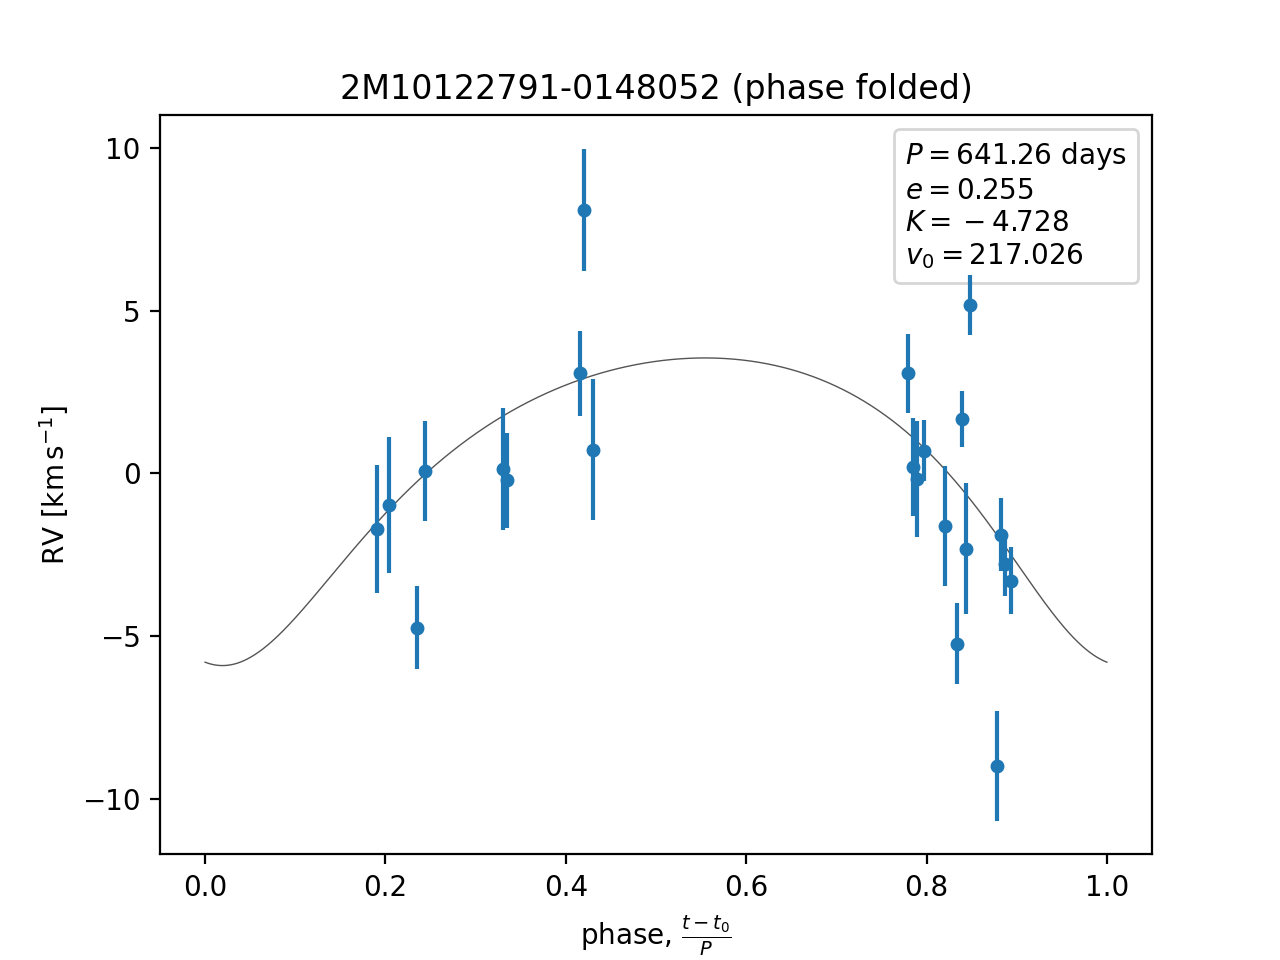 2M10122791-0148052 (phase folded)
P = 641.26 days
e = 0.255
K = −4.728
v₀ = 217.026
10
5
0
−5
−10
RV [km s⁻¹]
0.0 0.2 0.4 0.6 0.8 1.0
phase, (t − t₀)/P